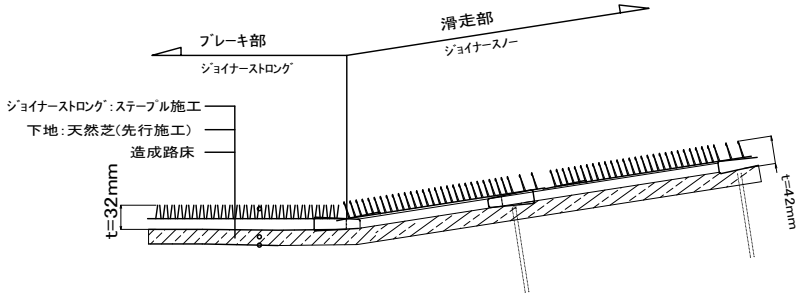 ブレーキ部
ジョイナーストロング
滑走部
ジョイナースノー
ジョイナーストロング：ステープル施工
下地：天然芝(先行施工)
造成路床
t=32mm
t=42mm